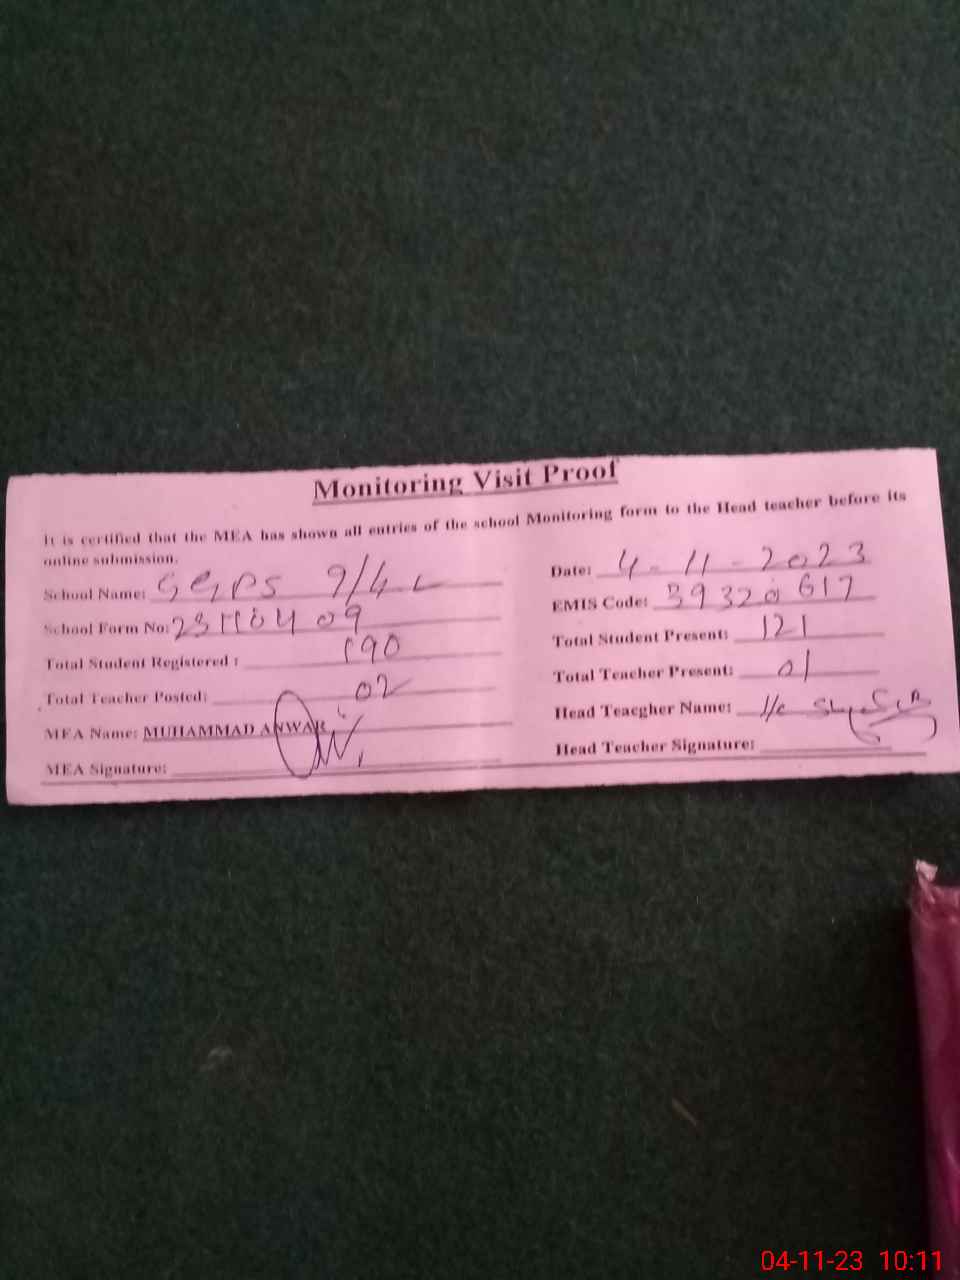 Monitoring Visit Proof
It is certified that the MEA has shown all entries of the school Monitoring form to the Head teacher before its
online submission.
School Name: GGPS 9/4 L
Date: 4-11-2023
School Form No:
EMIS Code: 39320617
Total Student Registered : 190
Total Student Present: 121
Total Teacher Posted: 02
Total Teacher Present: 01
MEA Name: MUHAMMAD ANWAR
Head Teacgher Name:
MEA Signature:
Head Teacher Signature:
04-11-23 10:11